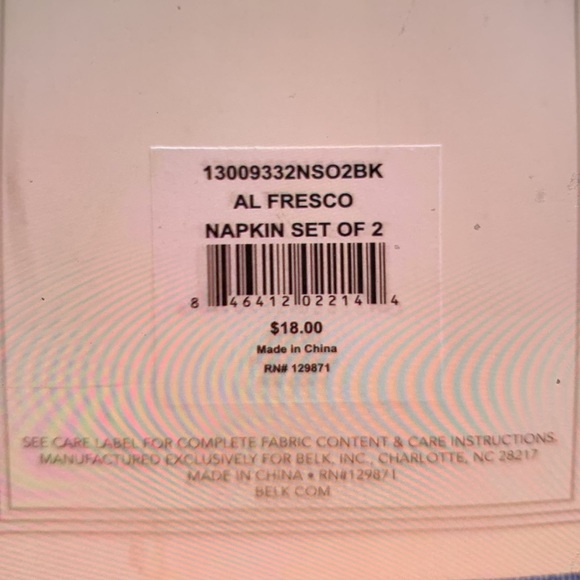 13009332NSO2BK
AL FRESCO
NAPKIN SET OF 2
8 46412 02214 4
$18.00
Made in China
RN# 129871
SEE CARE LABEL FOR COMPLETE FABRIC CONTENT & CARE INSTRUCTIONS.
MANUFACTURED EXCLUSIVELY FOR BELK, INC., CHARLOTTE, NC 28217
MADE IN CHINA • RN#129871
BELK.COM